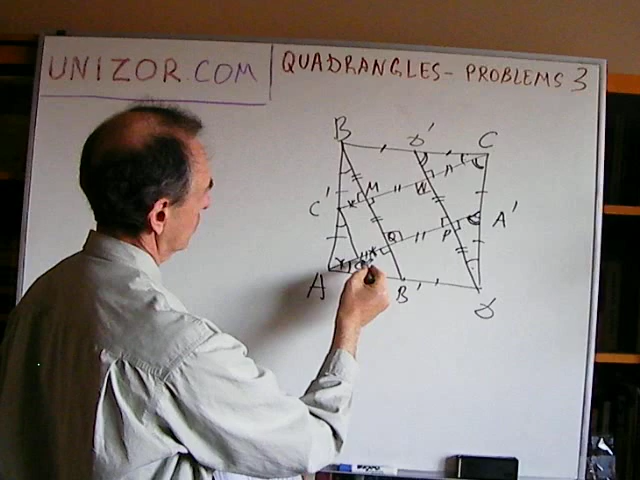 UNIZOR.COM
QUADRANGLES - PROBLEMS 3
B D' C
M N
C' A'
Q P
A B' D